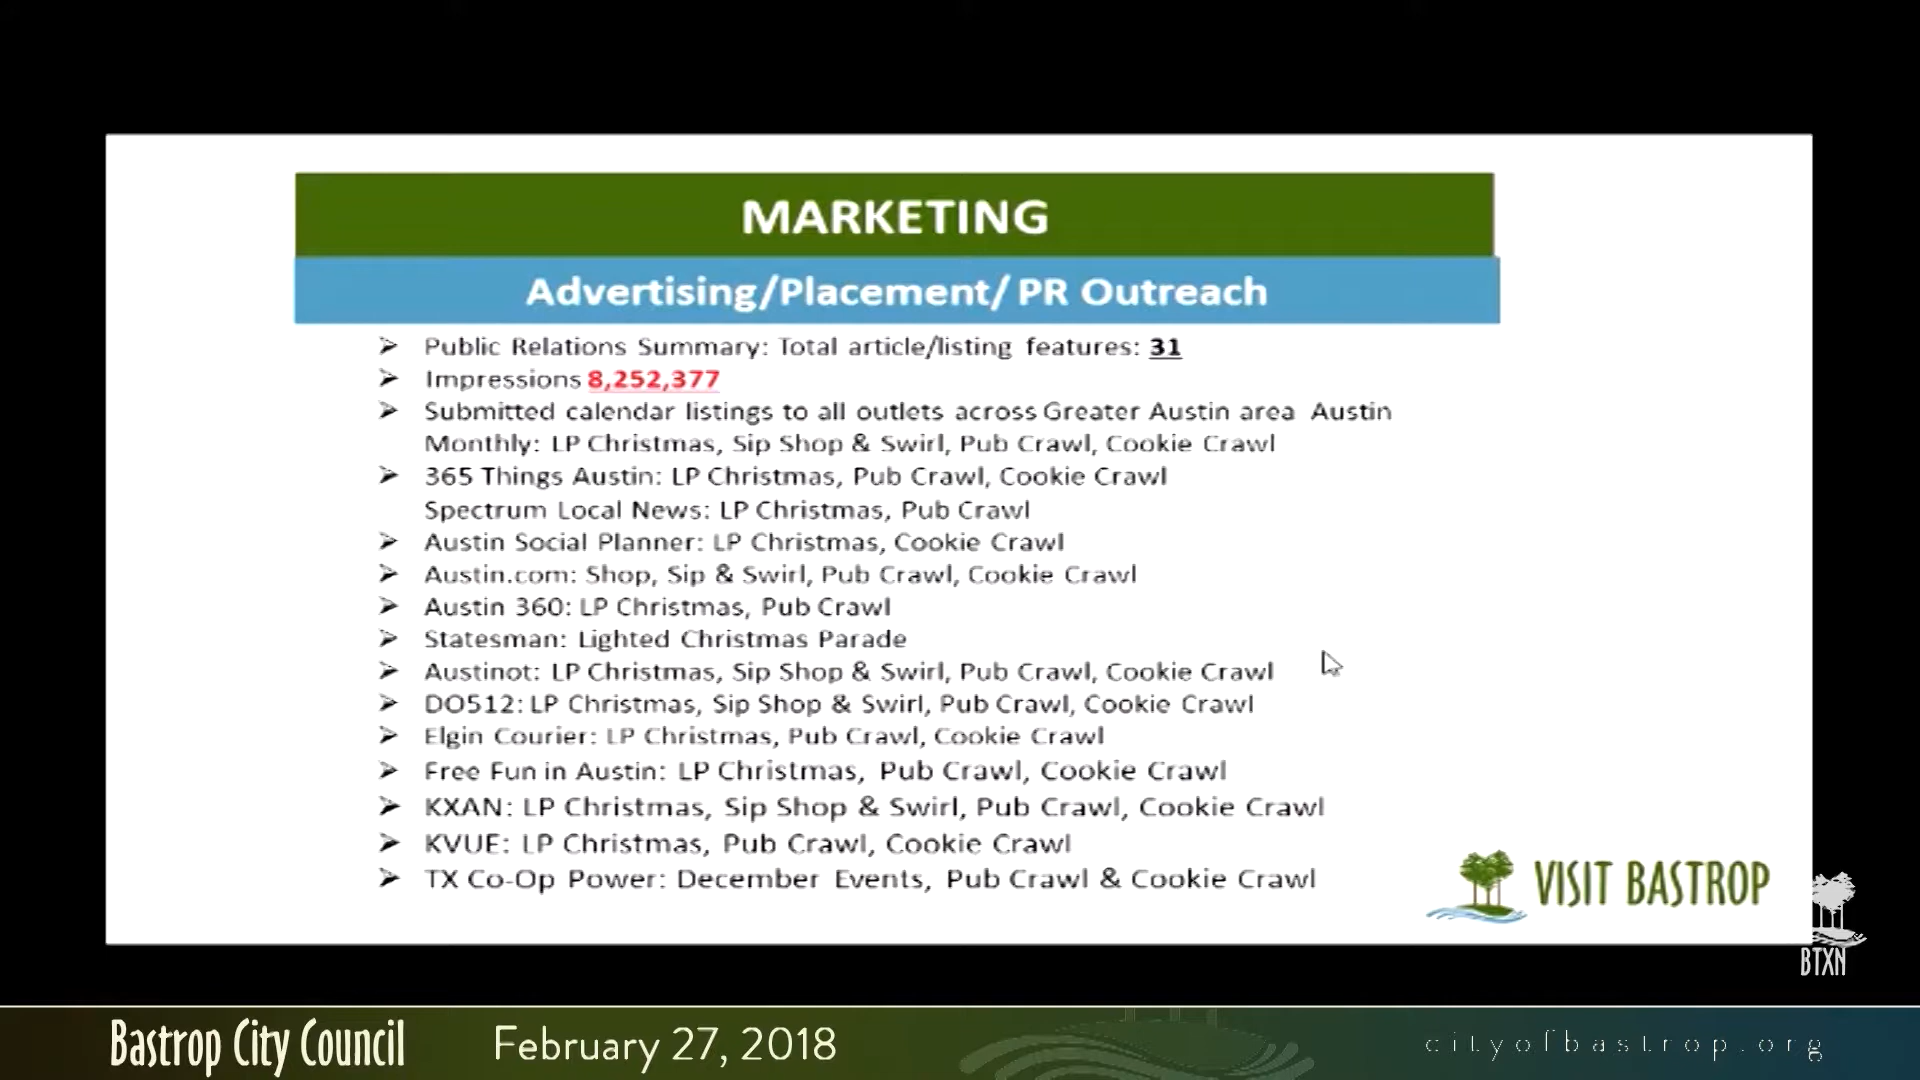 MARKETING
Advertising/Placement/ PR Outreach
➢ Public Relations Summary: Total article/listing features: 31
➢ Impressions 8,252,377
➢ Submitted calendar listings to all outlets across Greater Austin area Austin
Monthly: LP Christmas, Sip Shop & Swirl, Pub Crawl, Cookie Crawl
➢ 365 Things Austin: LP Christmas, Pub Crawl, Cookie Crawl
Spectrum Local News: LP Christmas, Pub Crawl
➢ Austin Social Planner: LP Christmas, Cookie Crawl
➢ Austin.com: Shop, Sip & Swirl, Pub Crawl, Cookie Crawl
➢ Austin 360: LP Christmas, Pub Crawl
➢ Statesman: Lighted Christmas Parade
➢ Austinot: LP Christmas, Sip Shop & Swirl, Pub Crawl, Cookie Crawl
➢ DO512: LP Christmas, Sip Shop & Swirl, Pub Crawl, Cookie Crawl
➢ Elgin Courier: LP Christmas, Pub Crawl, Cookie Crawl
➢ Free Fun in Austin: LP Christmas, Pub Crawl, Cookie Crawl
➢ KXAN: LP Christmas, Sip Shop & Swirl, Pub Crawl, Cookie Crawl
➢ KVUE: LP Christmas, Pub Crawl, Cookie Crawl
➢ TX Co-Op Power: December Events, Pub Crawl & Cookie Crawl
VISIT BASTROP
BTXN
Bastrop City Council February 27, 2018 cityofbastrop.org